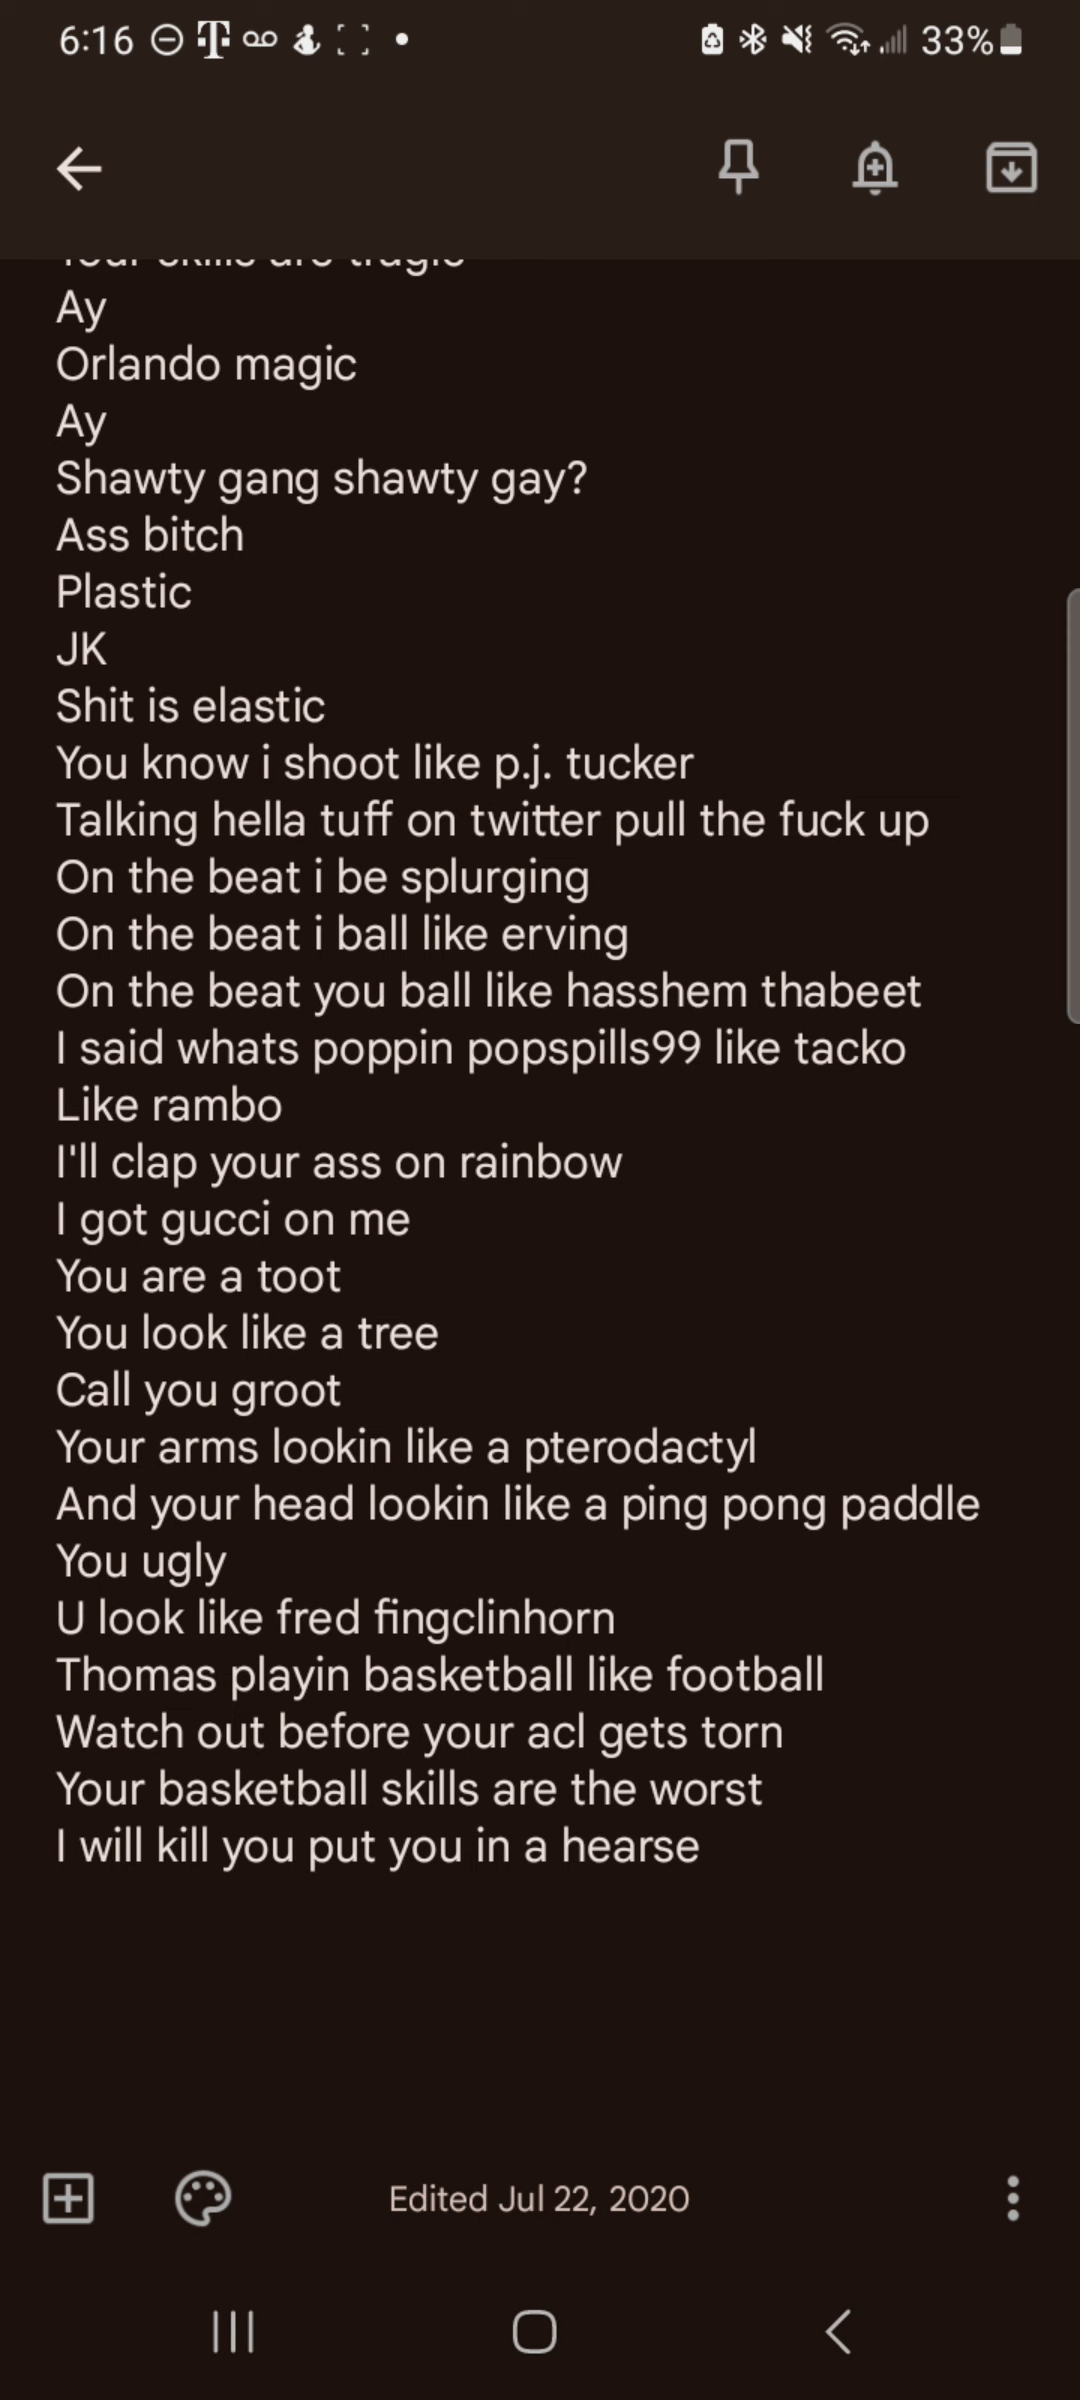 6:16
33%
Your skills are tragic
Ay
Orlando magic
Ay
Shawty gang shawty gay?
Ass bitch
Plastic
JK
Shit is elastic
You know i shoot like p.j. tucker
Talking hella tuff on twitter pull the fuck up
On the beat i be splurging
On the beat i ball like erving
On the beat you ball like hasshem thabeet
I said whats poppin popspills99 like tacko
Like rambo
I'll clap your ass on rainbow
I got gucci on me
You are a toot
You look like a tree
Call you groot
Your arms lookin like a pterodactyl
And your head lookin like a ping pong paddle
You ugly
U look like fred fingclinhorn
Thomas playin basketball like football
Watch out before your acl gets torn
Your basketball skills are the worst
I will kill you put you in a hearse
Edited Jul 22, 2020